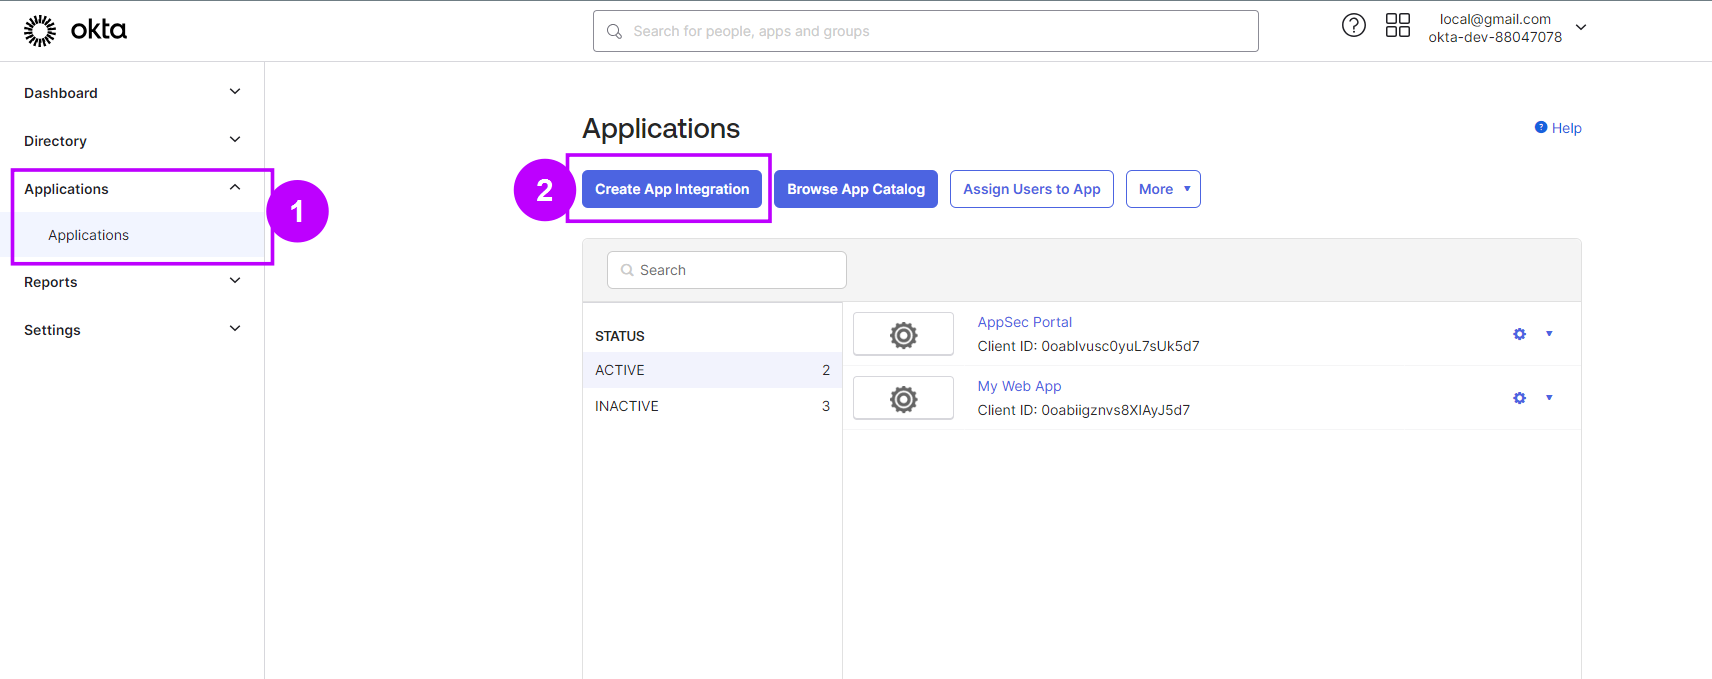 okta
Search for people, apps and groups
local@gmail.com
okta-dev-88047078
Dashboard
Directory
Applications
Applications
Reports
Settings
1
Applications
Help
2
Create App Integration
Browse App Catalog
Assign Users to App
More
Search
STATUS
ACTIVE 2
INACTIVE 3
AppSec Portal
Client ID: 0oablvusc0yuL7sUk5d7
My Web App
Client ID: 0oabiigznvs8XIAyJ5d7